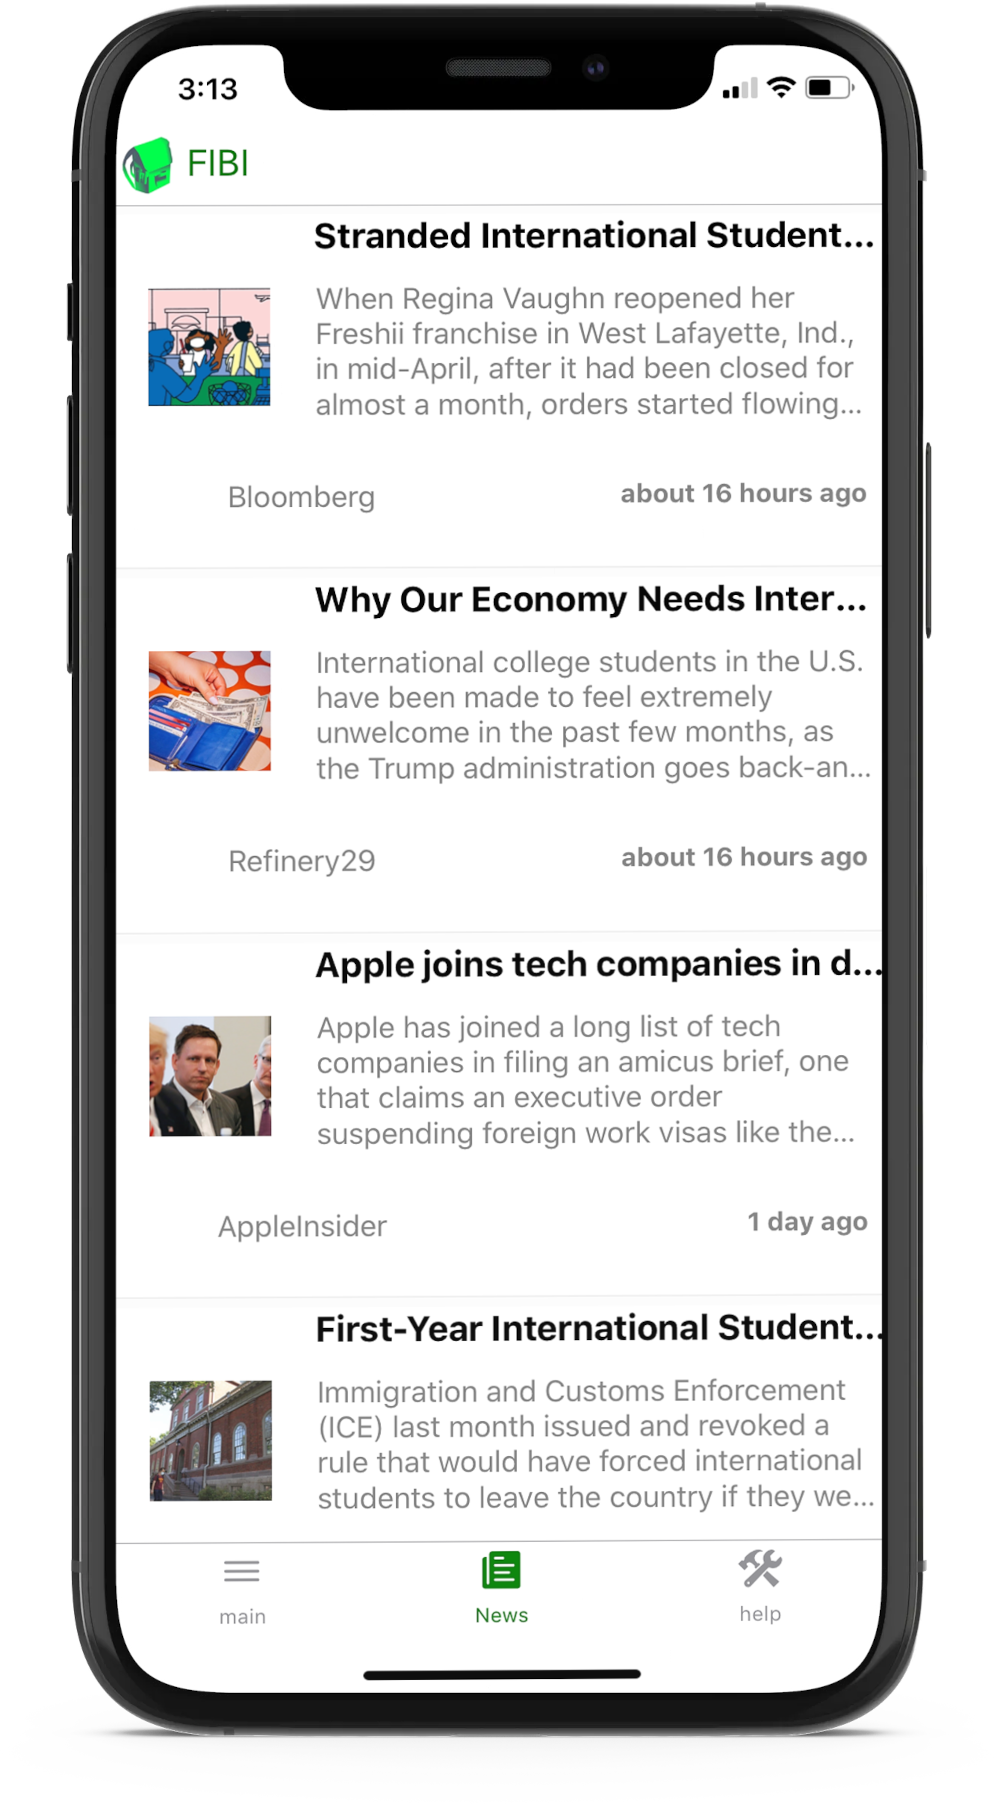 3:13
FIBI
Stranded International Student...
When Regina Vaughn reopened her
Freshii franchise in West Lafayette, Ind.,
in mid-April, after it had been closed for
almost a month, orders started flowing...
Bloomberg
about 16 hours ago
Why Our Economy Needs Inter...
International college students in the U.S.
have been made to feel extremely
unwelcome in the past few months, as
the Trump administration goes back-an...
Refinery29
about 16 hours ago
Apple joins tech companies in d...
Apple has joined a long list of tech
companies in filing an amicus brief, one
that claims an executive order
suspending foreign work visas like the...
AppleInsider
1 day ago
First-Year International Student...
Immigration and Customs Enforcement
(ICE) last month issued and revoked a
rule that would have forced international
students to leave the country if they we...
main
News
help